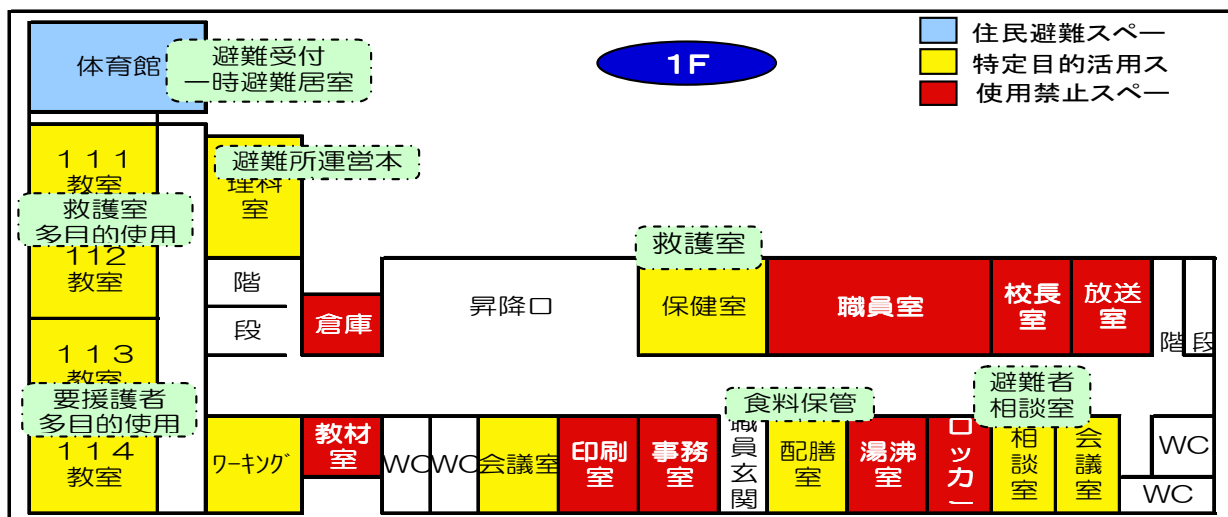 体育館
避難受付
一時避難居室
1F
住民避難スペー
特定目的活用ス
使用禁止スペー
１１１
教室
避難所運営本
理科
室
救護室
多目的使用
112
教室
階
段
倉庫
昇降口
救護室
保健室
職員室
校長
室
放送
室
階
段
１１３
教室
要援護者
多目的使用
１１４
教室
ﾜｰｷﾝｸﾞ
教材
室
WC
WC
会議室
印刷
室
事務
室
職
員
玄
関
食料保管
配膳
室
湯沸
室
ロ
ッ
カ
ー
避難者
相談室
相
談
室
会
議
室
WC
WC